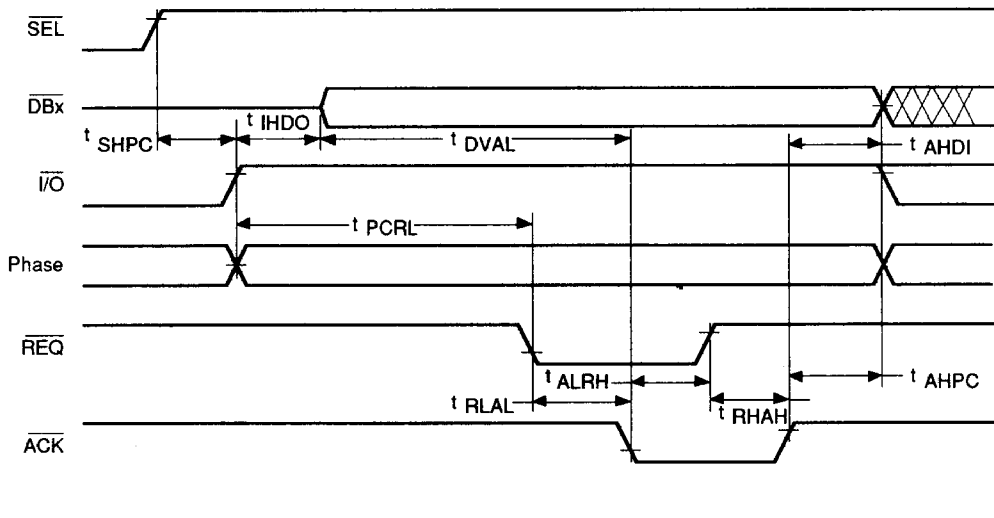 SEL
DBx
t IHDO
t SHPC
t DVAL
t AHDI
I/O
t PCRL
Phase
REQ
t ALRH
t AHPC
t RLAL
t RHAH
ACK